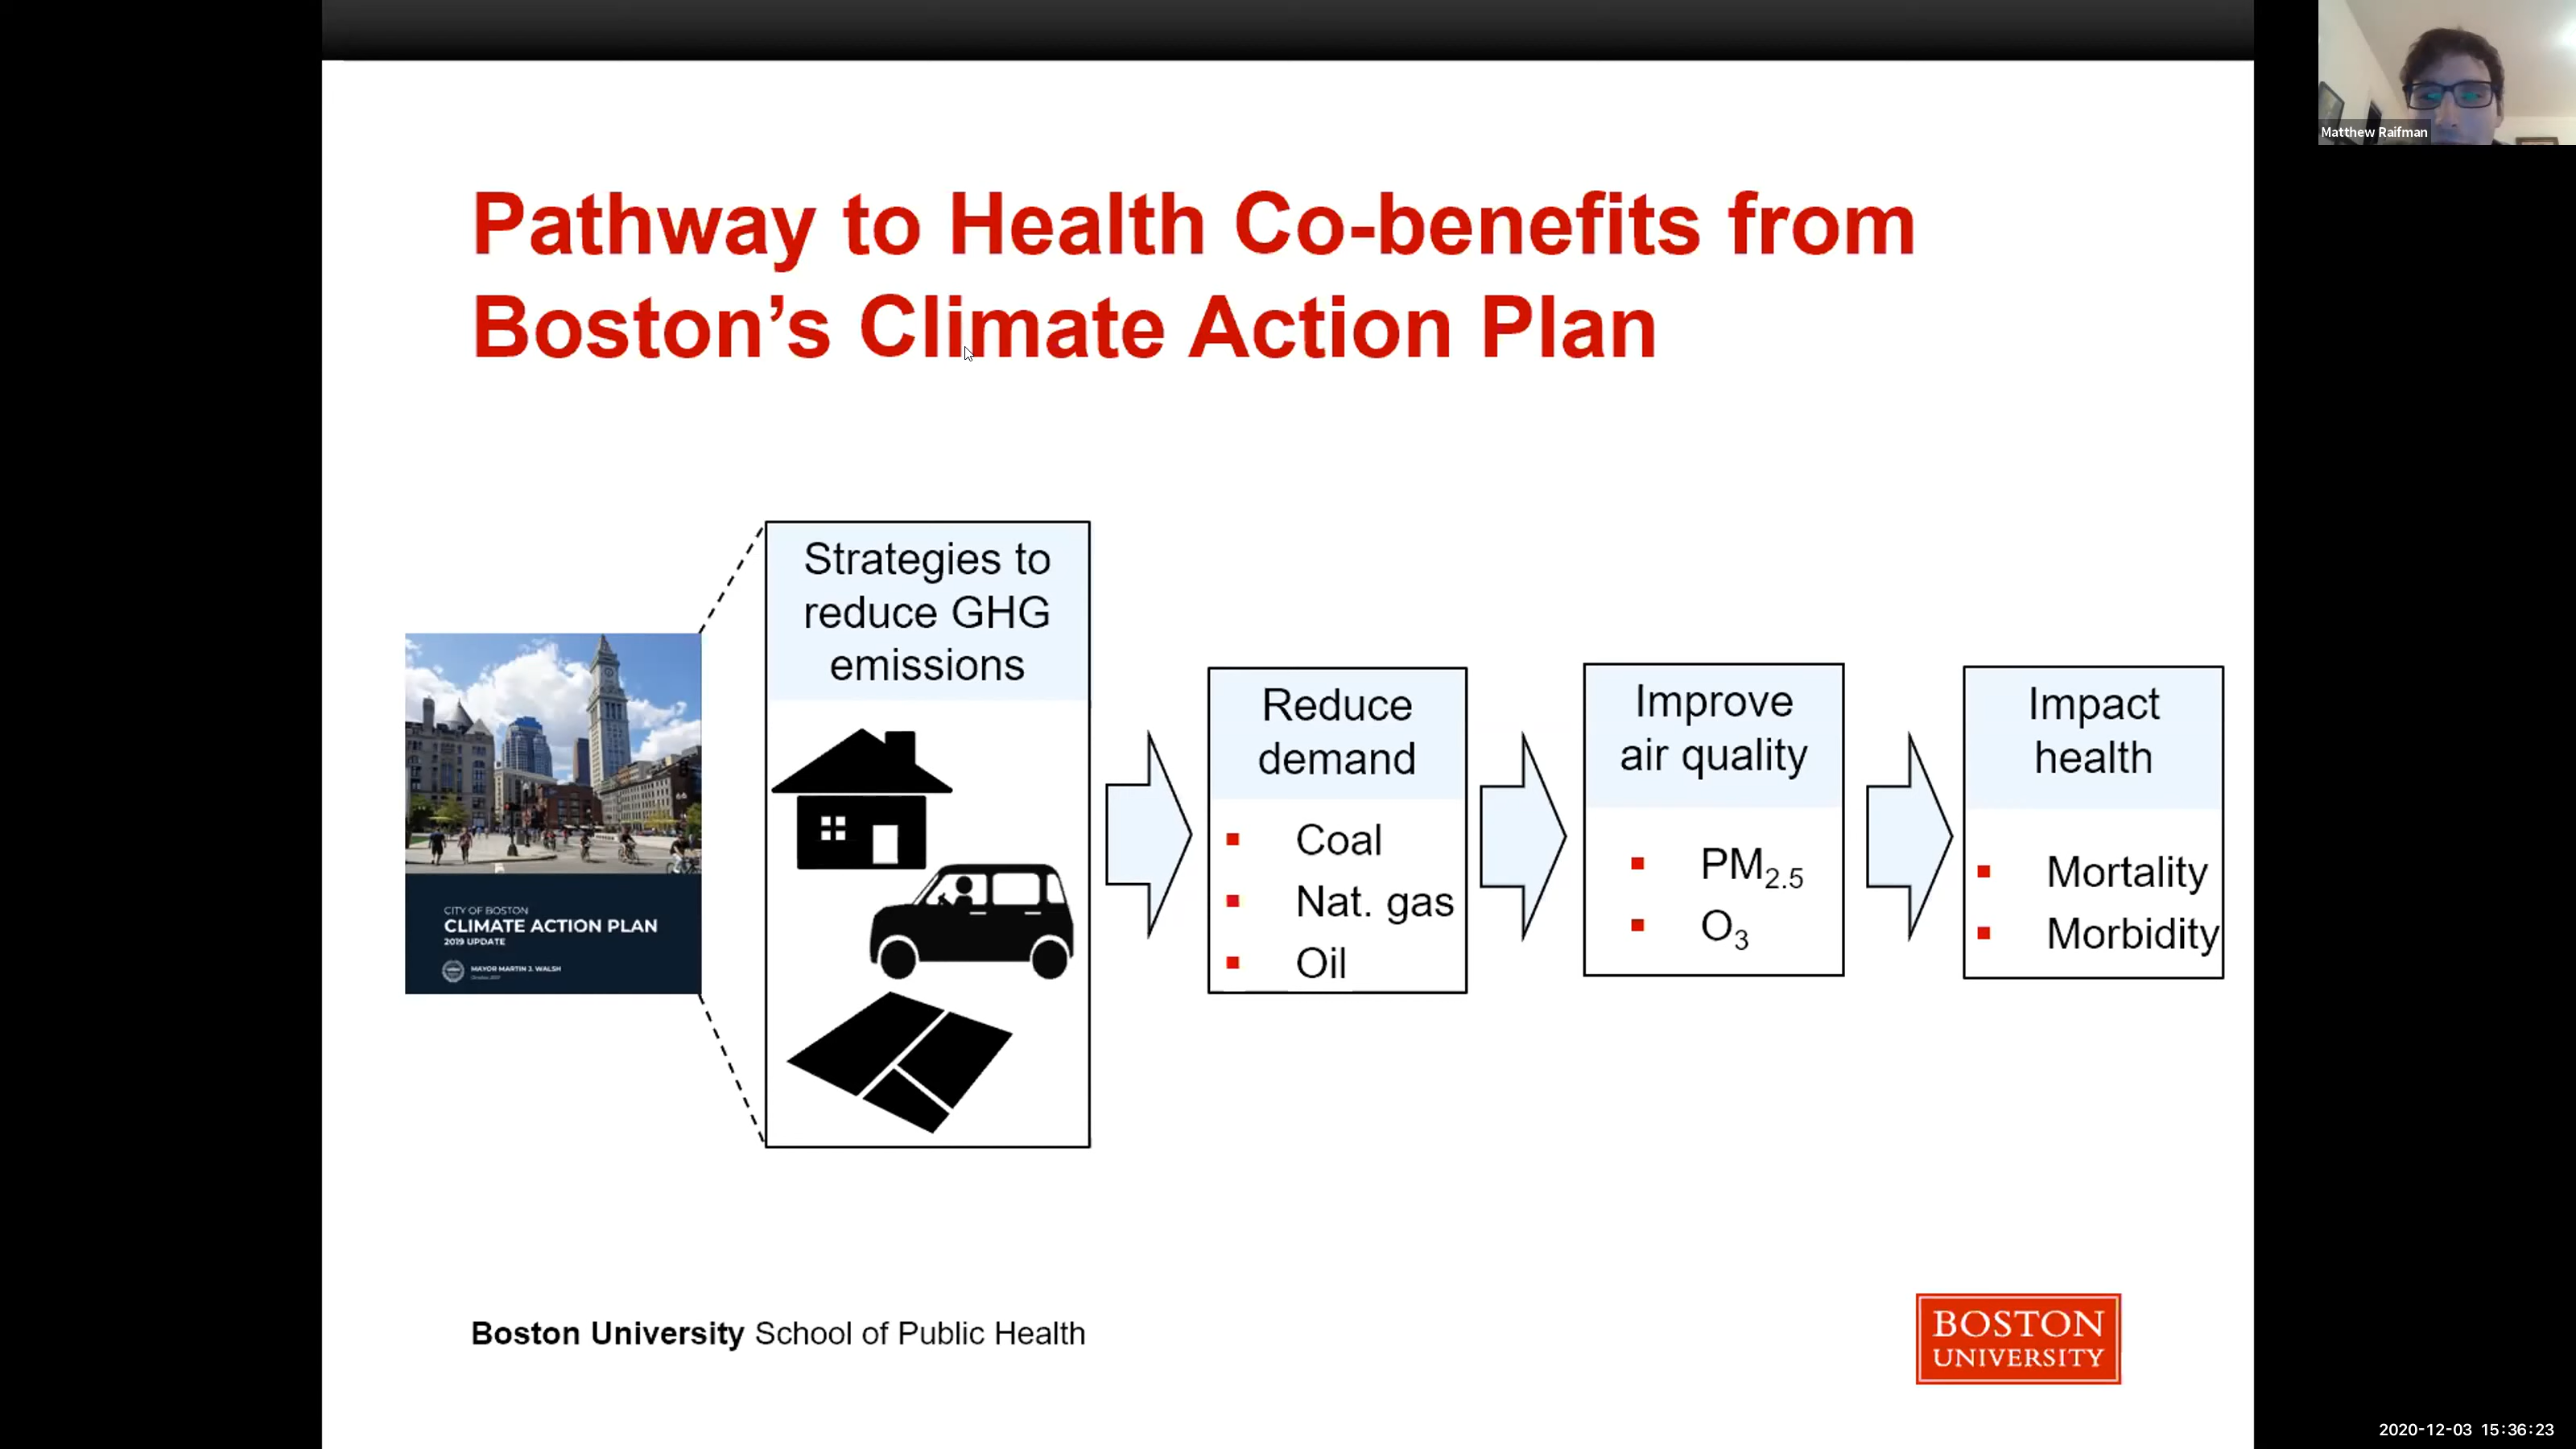 Matthew Raifman
Pathway to Health Co-benefits from
Boston’s Climate Action Plan
CITY OF BOSTON
CLIMATE ACTION PLAN
2019 UPDATE
MAYOR MARTIN J. WALSH
Strategies to
reduce GHG
emissions
Reduce
demand
▪ Coal
▪ Nat. gas
▪ Oil
Improve
air quality
▪ PM2.5
▪ O3
Impact
health
▪ Mortality
▪ Morbidity
Boston University School of Public Health
BOSTON
UNIVERSITY
2020-12-03 15:36:23